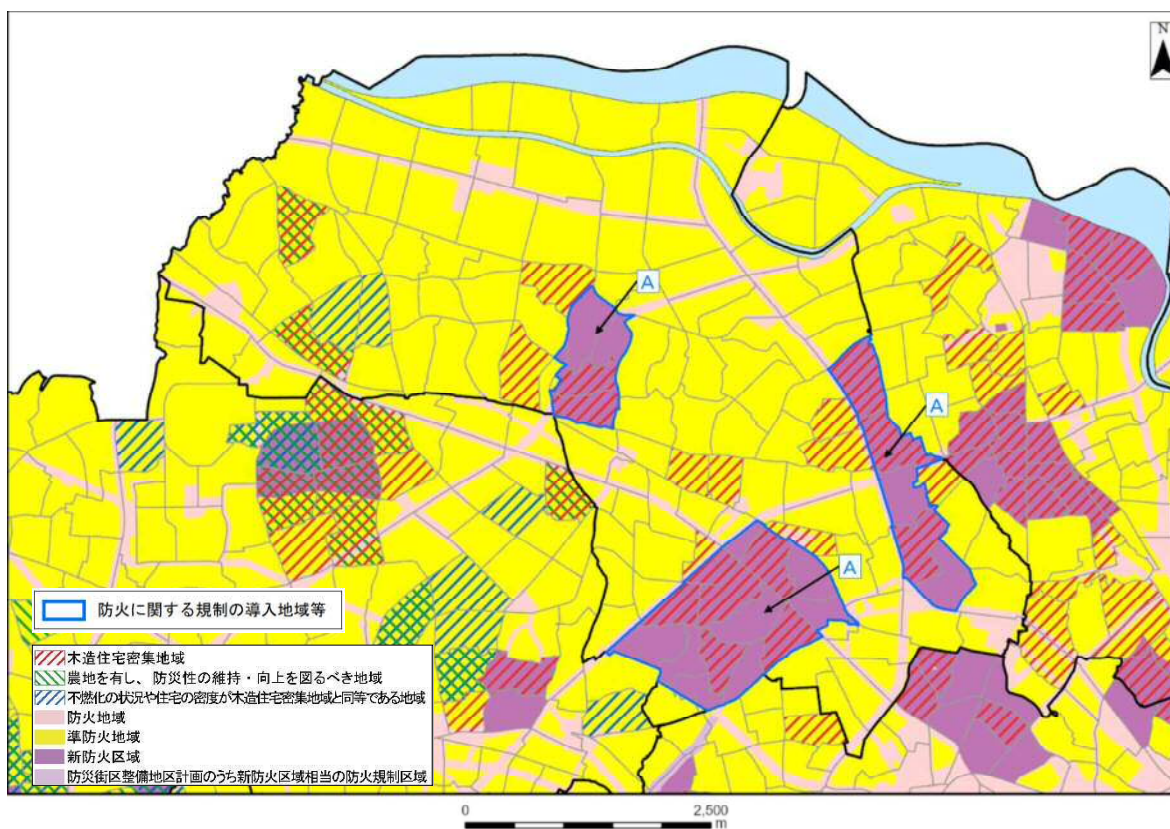 N
A
A
A
防火に関する規制の導入地域等
木造住宅密集地域
農地を有し、防災性の維持・向上を図るべき地域
不燃化の状況や住宅の密度が木造住宅密集地域と同等である地域
防火地域
準防火地域
新防火区域
防災街区整備地区計画のうち新防火区域相当の防火規制区域
0 2,500
m